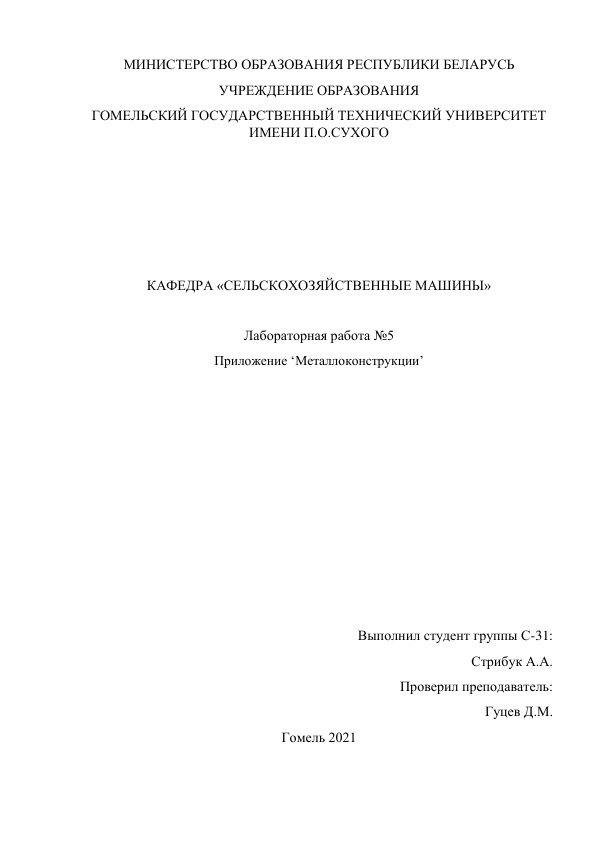 МИНИСТЕРСТВО ОБРАЗОВАНИЯ РЕСПУБЛИКИ БЕЛАРУСЬ
УЧРЕЖДЕНИЕ ОБРАЗОВАНИЯ
ГОМЕЛЬСКИЙ ГОСУДАРСТВЕННЫЙ ТЕХНИЧЕСКИЙ УНИВЕРСИТЕТ
ИМЕНИ П.О.СУХОГО
КАФЕДРА «СЕЛЬСКОХОЗЯЙСТВЕННЫЕ МАШИНЫ»
Лабораторная работа №5
Приложение ‘Металлоконструкции’
Выполнил студент группы С-31:
Стрибук А.А.
Проверил преподаватель:
Гуцев Д.М.
Гомель 2021